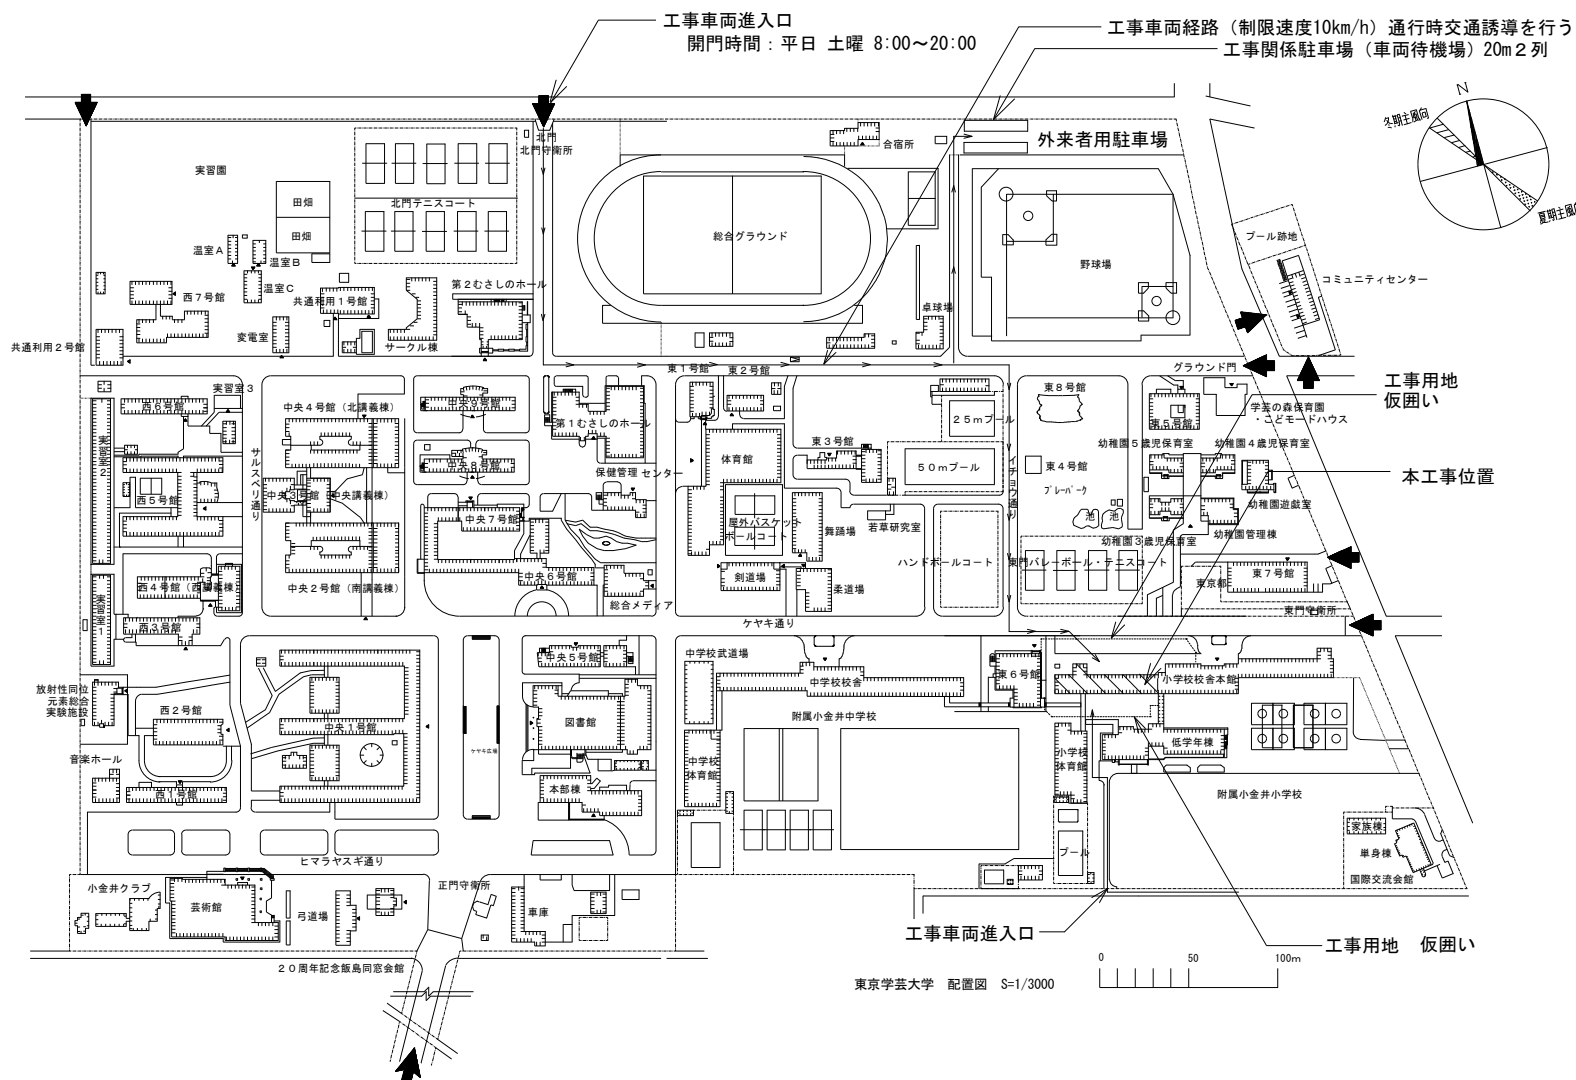 工事車両進入口
開門時間：平日 土曜 8:00〜20:00
工事車両経路（制限速度10km/h）通行時交通誘導を行う
工事関係駐車場（車両待機場）20m２列
N
冬期主風向
夏期主風向
北門
北門守衛所
合宿所
外来者用駐車場
実習園
田畑
田畑
北門テニスコート
温室Ａ
温室Ｂ
温室Ｃ
総合グラウンド
野球場
プール跡地
コミュニティセンター
西７号館
共通利用１号館
第２むさしのホール
卓球場
共通利用２号館
変電室
サークル棟
グラウンド門
東１号館
東２号館
東８号館
工事用地
仮囲い
実習室３
西６号館
中央４号館（北講義棟）
中央９号館
第１むさしのホール
２５ｍプール
東５号館
学芸の森保育園
・こどモードハウス
実習室２
サルスベリ通り
中央８号館
保健管理センター
体育館
東３号館
５０ｍプール
イチョウ通り
東４号館
幼稚園５歳児保育室
幼稚園４歳児保育室
本工事位置
西５号館
中央３号館（中央講義棟）
プレーパーク
幼稚園遊戯室
中央７号館
屋外バスケット
ボールコート
舞踊場
若草研究室
池
池
幼稚園３歳児保育室
幼稚園管理棟
西４号館（西講義棟）
中央２号館（南講義棟）
中央６号館
総合メディア
剣道場
柔道場
ハンドボールコート
東門バレーボール・テニスコート
東京都
東７号館
実習室１
西３号館
ケヤキ通り
東門守衛所
中央５号館
中学校武道場
中学校校舎
東６号館
小学校校舎本館
放射性同位
元素総合
実験施設
西２号館
中央１号館
ケヤキ広場
図書館
附属小金井中学校
音楽ホール
中学校
体育館
小学校
体育館
低学年棟
西１号館
本部棟
附属小金井小学校
家族棟
ヒマラヤスギ通り
プール
単身棟
国際交流会館
小金井クラブ
芸術館
弓道場
正門守衛所
車庫
工事車両進入口
工事用地 仮囲い
２０周年記念飯島同窓会館
東京学芸大学 配置図 S=1/3000
0 50 100m